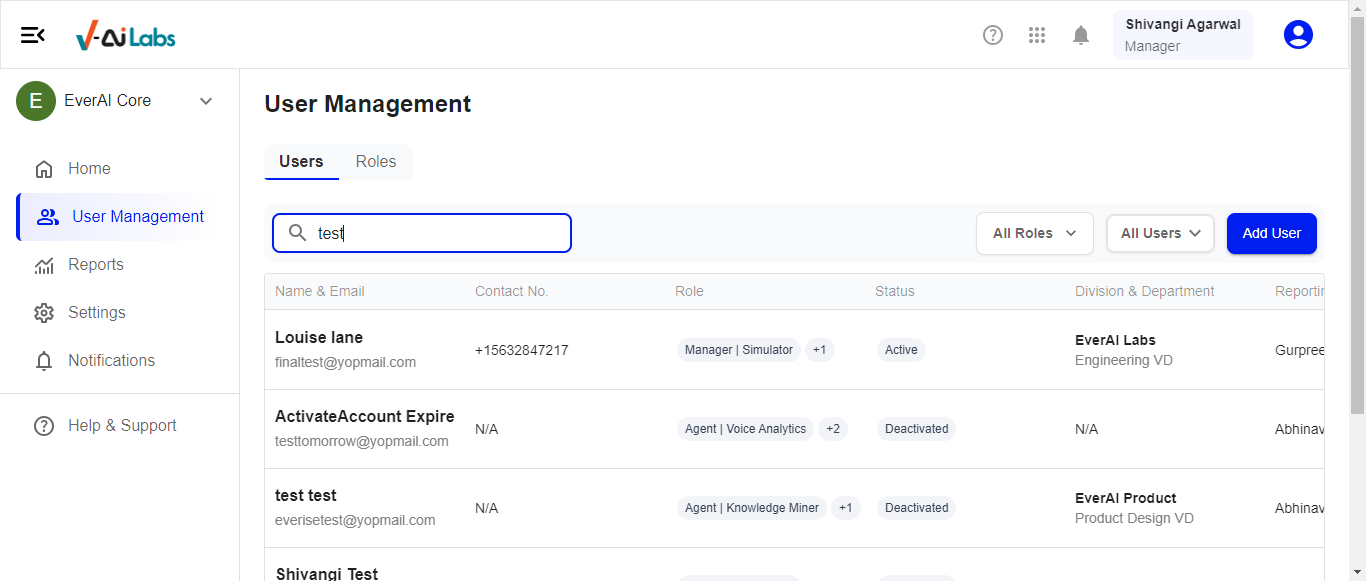 V-Ai Labs
Shivangi Agarwal
Manager
E EverAI Core
Home
User Management
Reports
Settings
Notifications
Help & Support
User Management
Users Roles
test
All Roles All Users Add User
Name & Email Contact No. Role Status Division & Department Reportin
Louise lane
finaltest@yopmail.com
+15632847217
Manager | Simulator +1
Active
EverAI Labs
Engineering VD
Gurpree
ActivateAccount Expire
testtomorrow@yopmail.com
N/A
Agent | Voice Analytics +2
Deactivated
N/A
Abhinav
test test
everisetest@yopmail.com
N/A
Agent | Knowledge Miner +1
Deactivated
EverAI Product
Product Design VD
Abhinav
Shivangi Test